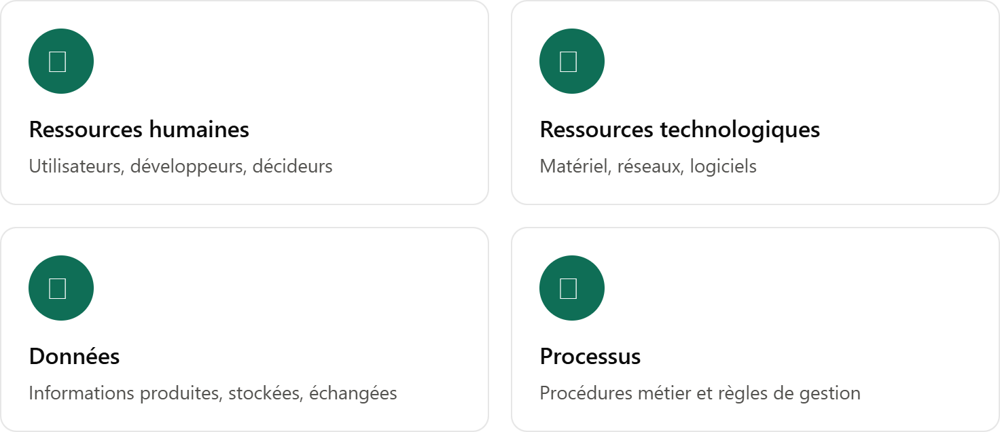 Ressources humaines
Utilisateurs, développeurs, décideurs
Ressources technologiques
Matériel, réseaux, logiciels
Données
Informations produites, stockées, échangées
Processus
Procédures métier et règles de gestion